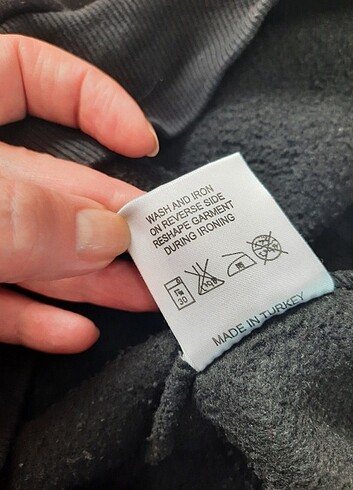 WASH AND IRON
ON REVERSE SIDE
RESHAPE GARMENT
DURING IRONING
30
MADE IN TURKEY